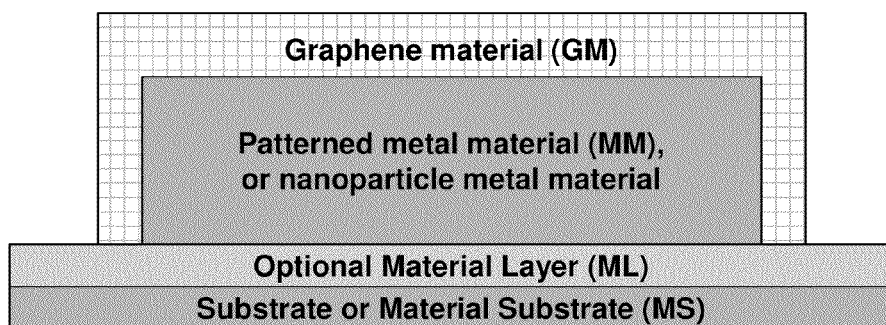 Graphene material (GM)
Patterned metal material (MM),
or nanoparticle metal material
Optional Material Layer (ML)
Substrate or Material Substrate (MS)